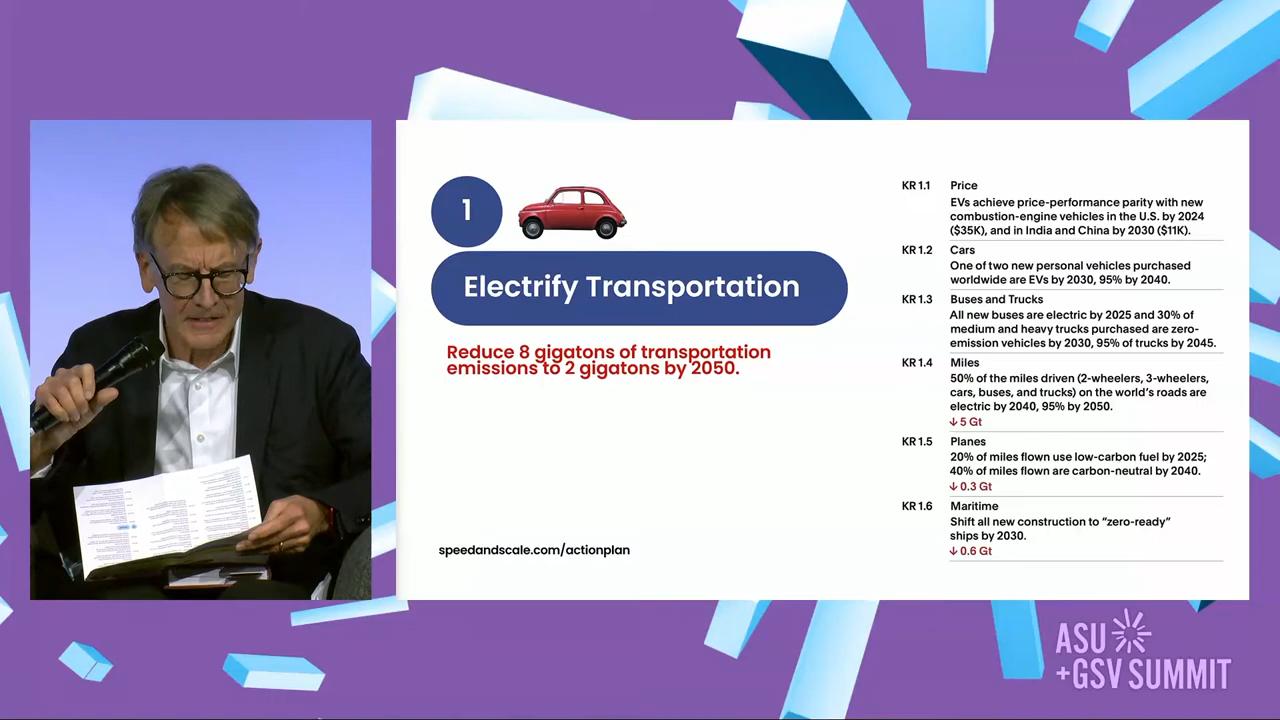 1
Electrify Transportation
Reduce 8 gigatons of transportation
emissions to 2 gigatons by 2050.
speedandscale.com/actionplan
KR 1.1 Price
EVs achieve price-performance parity with new
combustion-engine vehicles in the U.S. by 2024
($35K), and in India and China by 2030 ($11K).
KR 1.2 Cars
One of two new personal vehicles purchased
worldwide are EVs by 2030, 95% by 2040.
KR 1.3 Buses and Trucks
All new buses are electric by 2025 and 30% of
medium and heavy trucks purchased are zero-
emission vehicles by 2030, 95% of trucks by 2045.
KR 1.4 Miles
50% of the miles driven (2-wheelers, 3-wheelers,
cars, buses, and trucks) on the world's roads are
electric by 2040, 95% by 2050.
↓ 5 Gt
KR 1.5 Planes
20% of miles flown use low-carbon fuel by 2025;
40% of miles flown are carbon-neutral by 2040.
↓ 0.3 Gt
KR 1.6 Maritime
Shift all new construction to "zero-ready"
ships by 2030.
↓ 0.6 Gt
ASU
+GSV SUMMIT